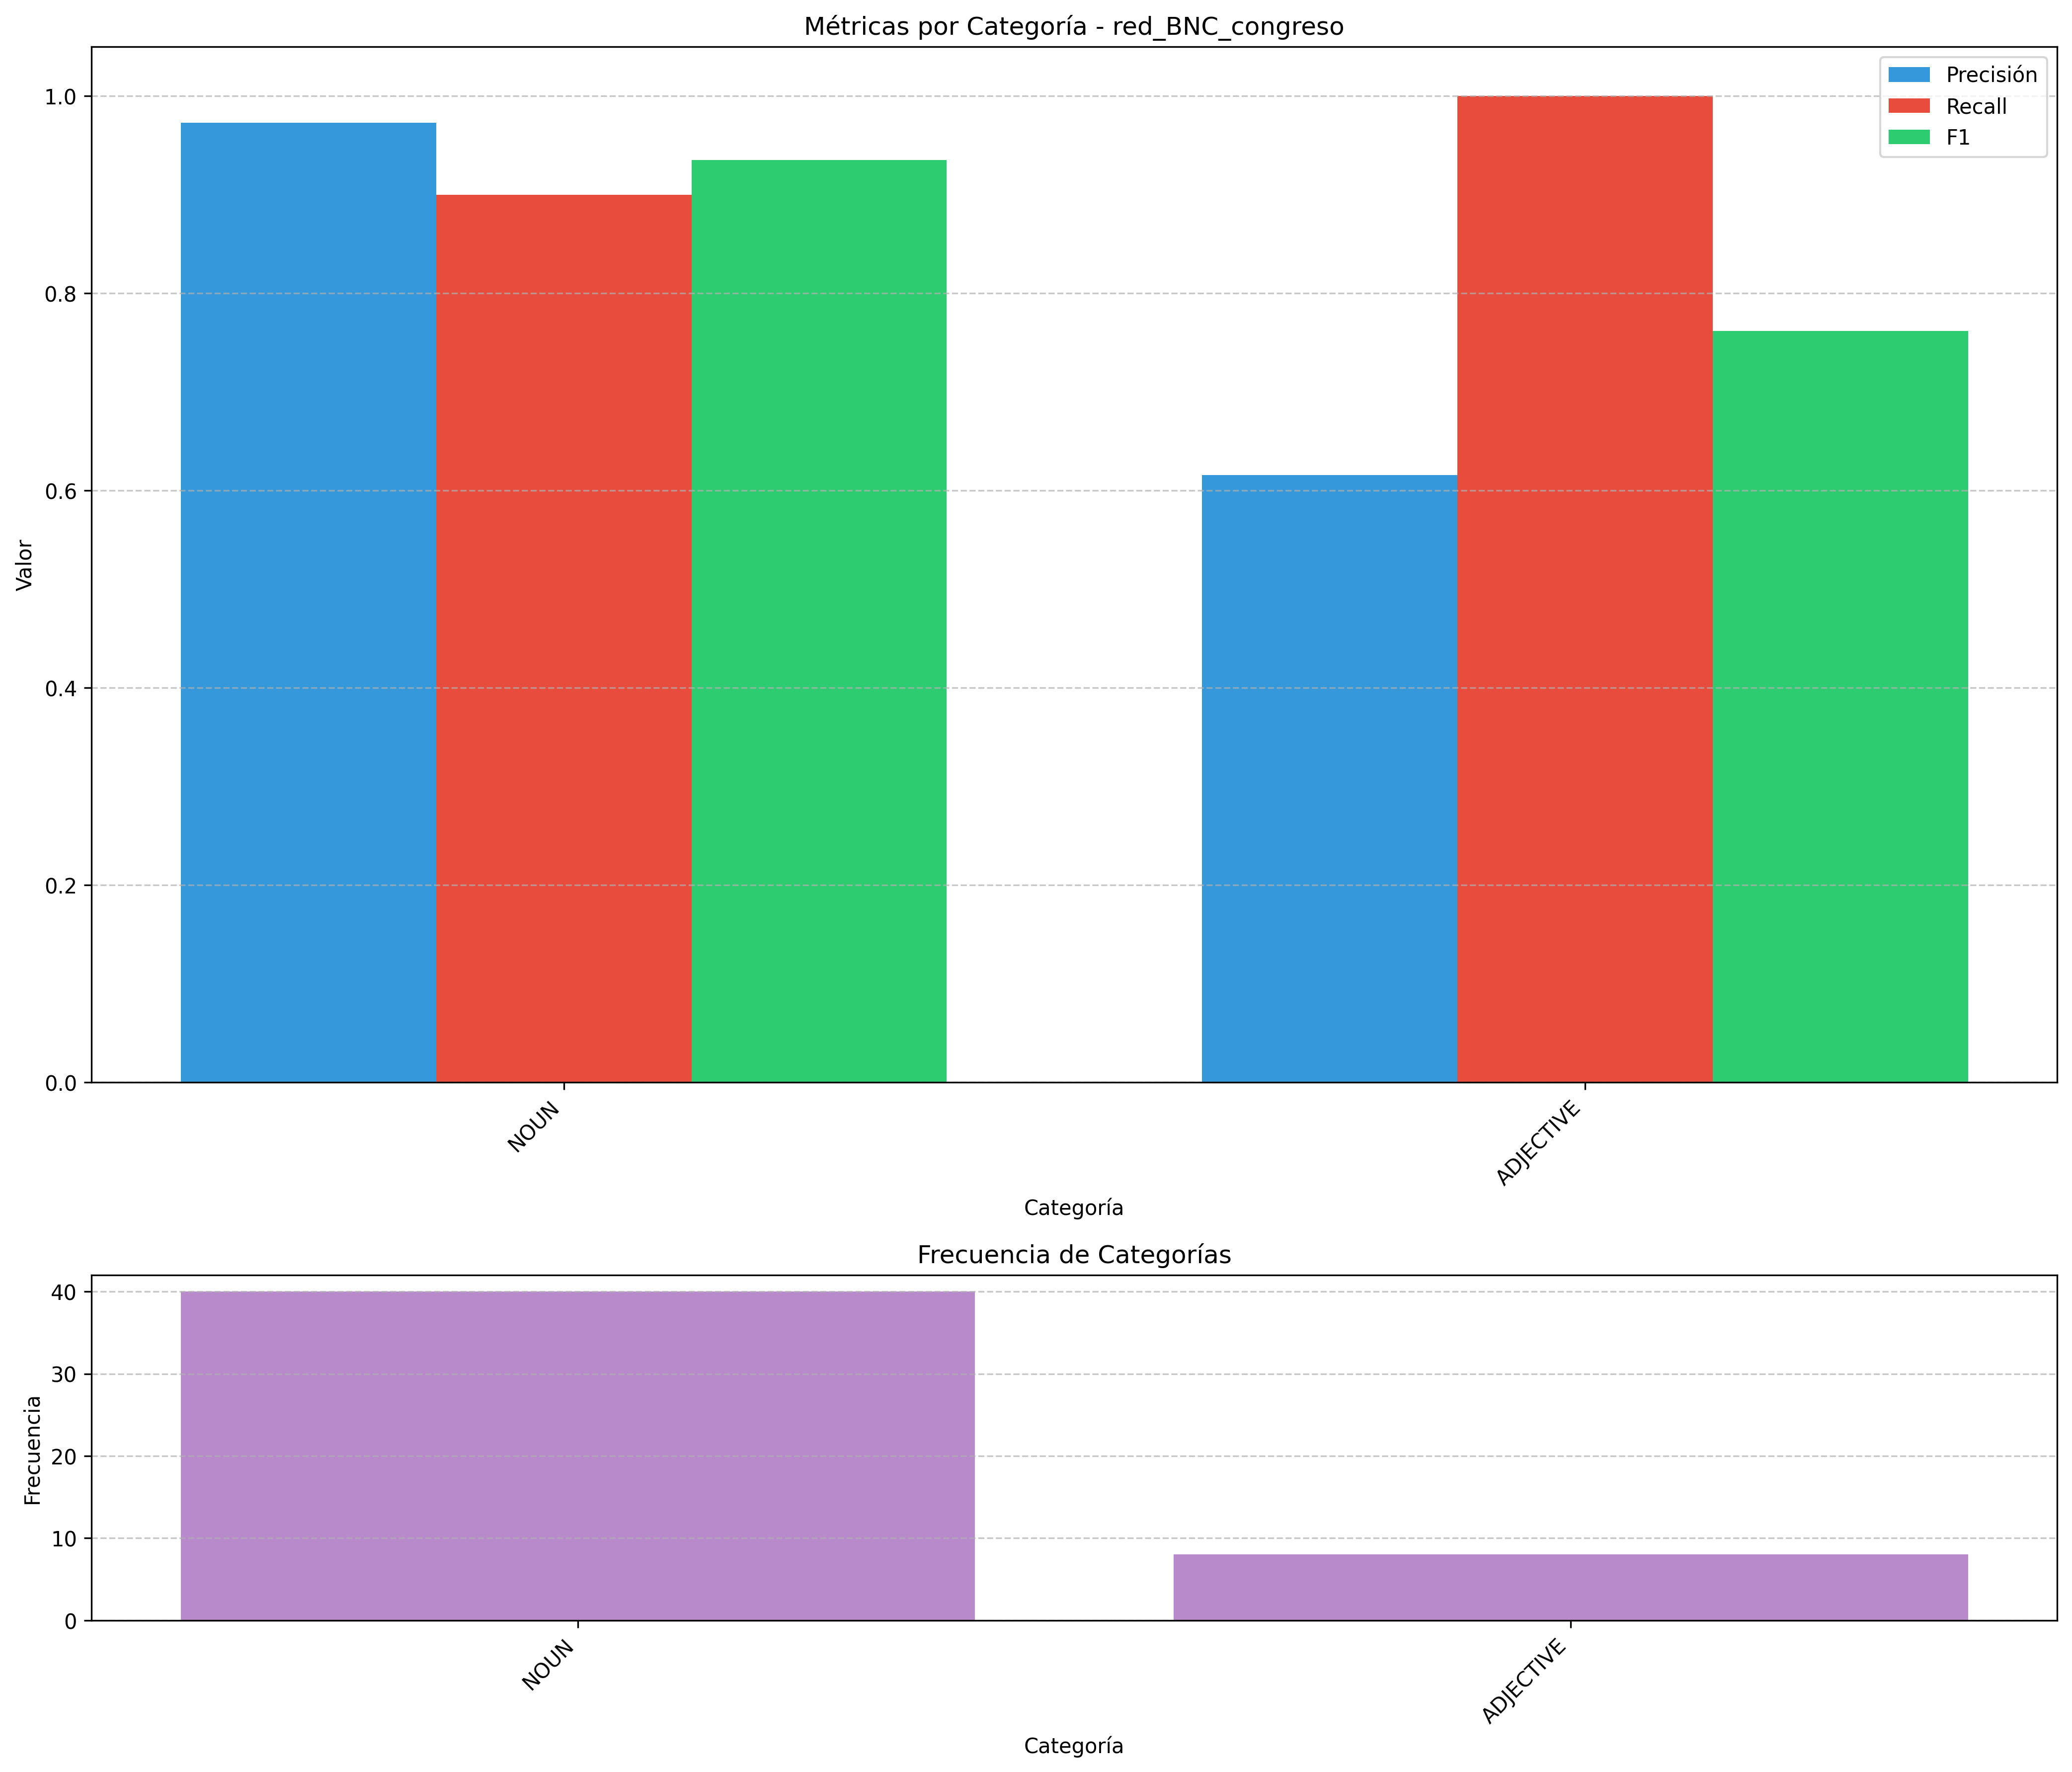 Métricas por Categoría - red_BNC_congreso
Precisión
Recall
F1
1.0
0.8
0.6
0.4
0.2
0.0
Valor
NOUN
ADJECTIVE
Categoría
Frecuencia de Categorías
40
30
20
10
0
Frecuencia
NOUN
ADJECTIVE
Categoría